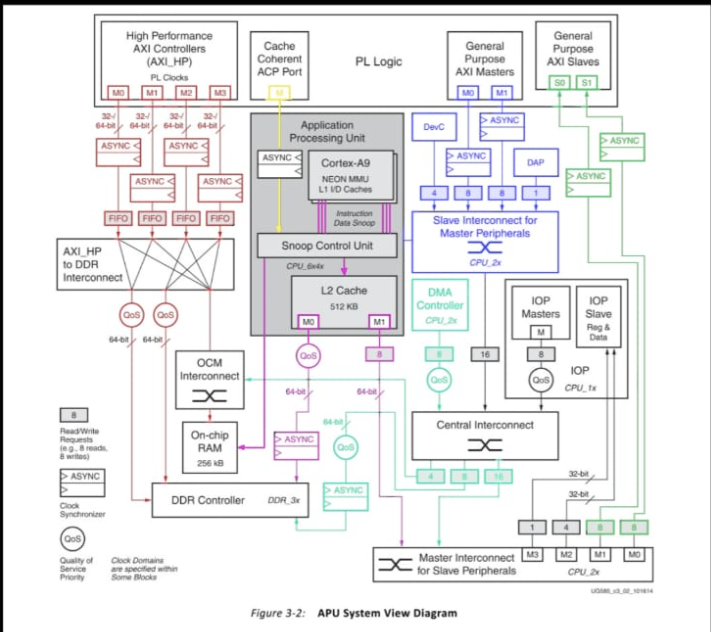 High Performance
AXI Controllers
(AXI_HP)
PL Clocks
M0 M1 M2 M3
Cache
Coherent
ACP Port
M
PL Logic
General
Purpose
AXI Masters
M0 M1
General
Purpose
AXI Slaves
S0 S1
32-/
64-bit
32-/
64-bit
32-/
64-bit
32-/
64-bit
ASYNC
ASYNC
ASYNC
ASYNC
FIFO FIFO FIFO FIFO
AXI_HP
to DDR
Interconnect
QoS QoS
64-bit 64-bit
Application
Processing Unit
ASYNC
Cortex-A9
NEON MMU
L1 I/D Caches
Instruction
Data Snoop
Snoop Control Unit
CPU_6x4x
L2 Cache
512 KB
M0 M1
QoS
8
64-bit
64-bit
DevC
ASYNC
ASYNC
DAP
ASYNC
ASYNC
4 8 8 1
Slave Interconnect for
Master Peripherals
CPU_2x
DMA
Controller
CPU_2x
8
QoS
16
IOP
Masters
M
8
QoS
IOP
Slave
Reg &
Data
IOP
CPU_1x
OCM
Interconnect
On-chip
RAM
256 kB
ASYNC
64-bit
QoS
ASYNC
Central Interconnect
4 8 16
32-bit
32-bit
DDR Controller
DDR_3x
1 4 8 8
M3 M2 M1 M0
Master Interconnect
for Slave Peripherals
CPU_2x
8
Read/Write
Requests
(e.g., 8 reads,
8 writes)
ASYNC
Clock
Synchronizer
QoS
Quality of
Service
Priority
Clock Domains
are specified within
Some Blocks
UG585_c3_02_101614
Figure 3-2: APU System View Diagram